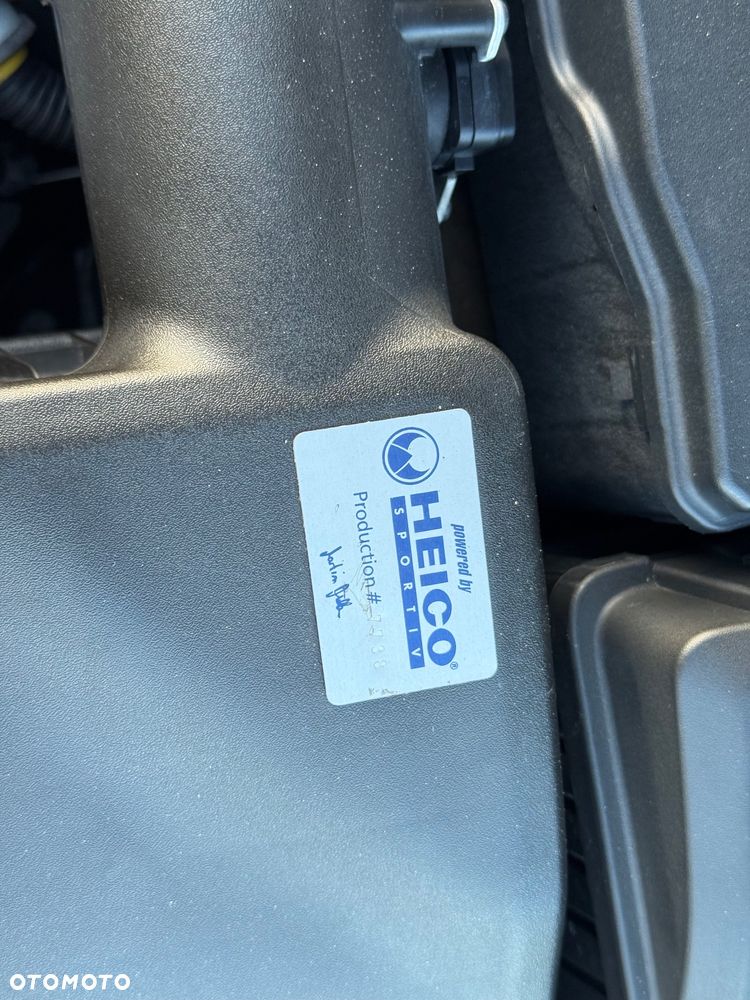 powered by
HEICO®
SPORTIV
Production #
OTOMOTO